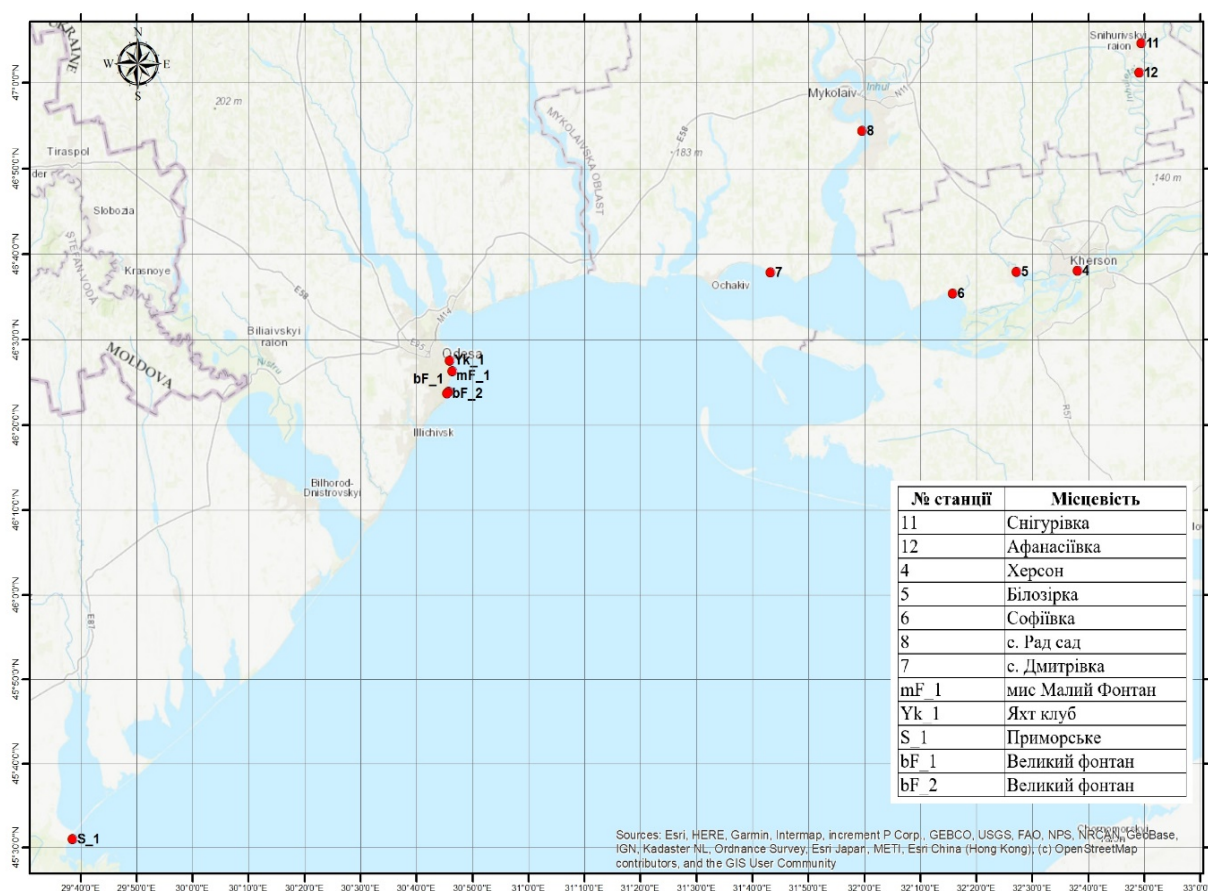 UKRAINE
N
W E
S
202 m
Tiraspol
der
Slobozia
ŞTEFAN-VODĂ
Krasnoye
MOLDOVA
Biliaivskyi
raion
E58
M14
E95
Odesa
Yk_1
mF_1
bF_1
bF_2
Illichivsk
Bilhorod-
Dnistrovskyi
E87
S_1
MYKOLAIVSKA OBLAST
E58
183 m
Mykolaiv
Inhul
N11
8
Snihurivskyi
raion
11
12
140 m
Ochakiv
7
6
5
4
Kherson
R57
№ станції Місцевість
11 Снігурівка
12 Афанасіївка
4 Херсон
5 Білозірка
6 Софіївка
8 с. Рад сад
7 с. Дмитрівка
mF_1 мис Малий Фонтан
Yk_1 Яхт клуб
S_1 Приморське
bF_1 Великий фонтан
bF_2 Великий фонтан
Chornomorskyi
raion
Sources: Esri, HERE, Garmin, Intermap, increment P Corp., GEBCO, USGS, FAO, NPS, NRCAN, GeoBase,
IGN, Kadaster NL, Ordnance Survey, Esri Japan, METI, Esri China (Hong Kong), (c) OpenStreetMap
contributors, and the GIS User Community
47°0'0"N
46°50'0"N
46°40'0"N
46°30'0"N
46°20'0"N
46°10'0"N
46°0'0"N
45°50'0"N
45°40'0"N
29°40'0"E 29°50'0"E 30°0'0"E 30°10'0"E 30°20'0"E 30°30'0"E 30°40'0"E 30°50'0"E 31°0'0"E 31°10'0"E 31°20'0"E 31°30'0"E 31°40'0"E 31°50'0"E 32°0'0"E 32°10'0"E 32°20'0"E 32°30'0"E 32°40'0"E 32°50'0"E